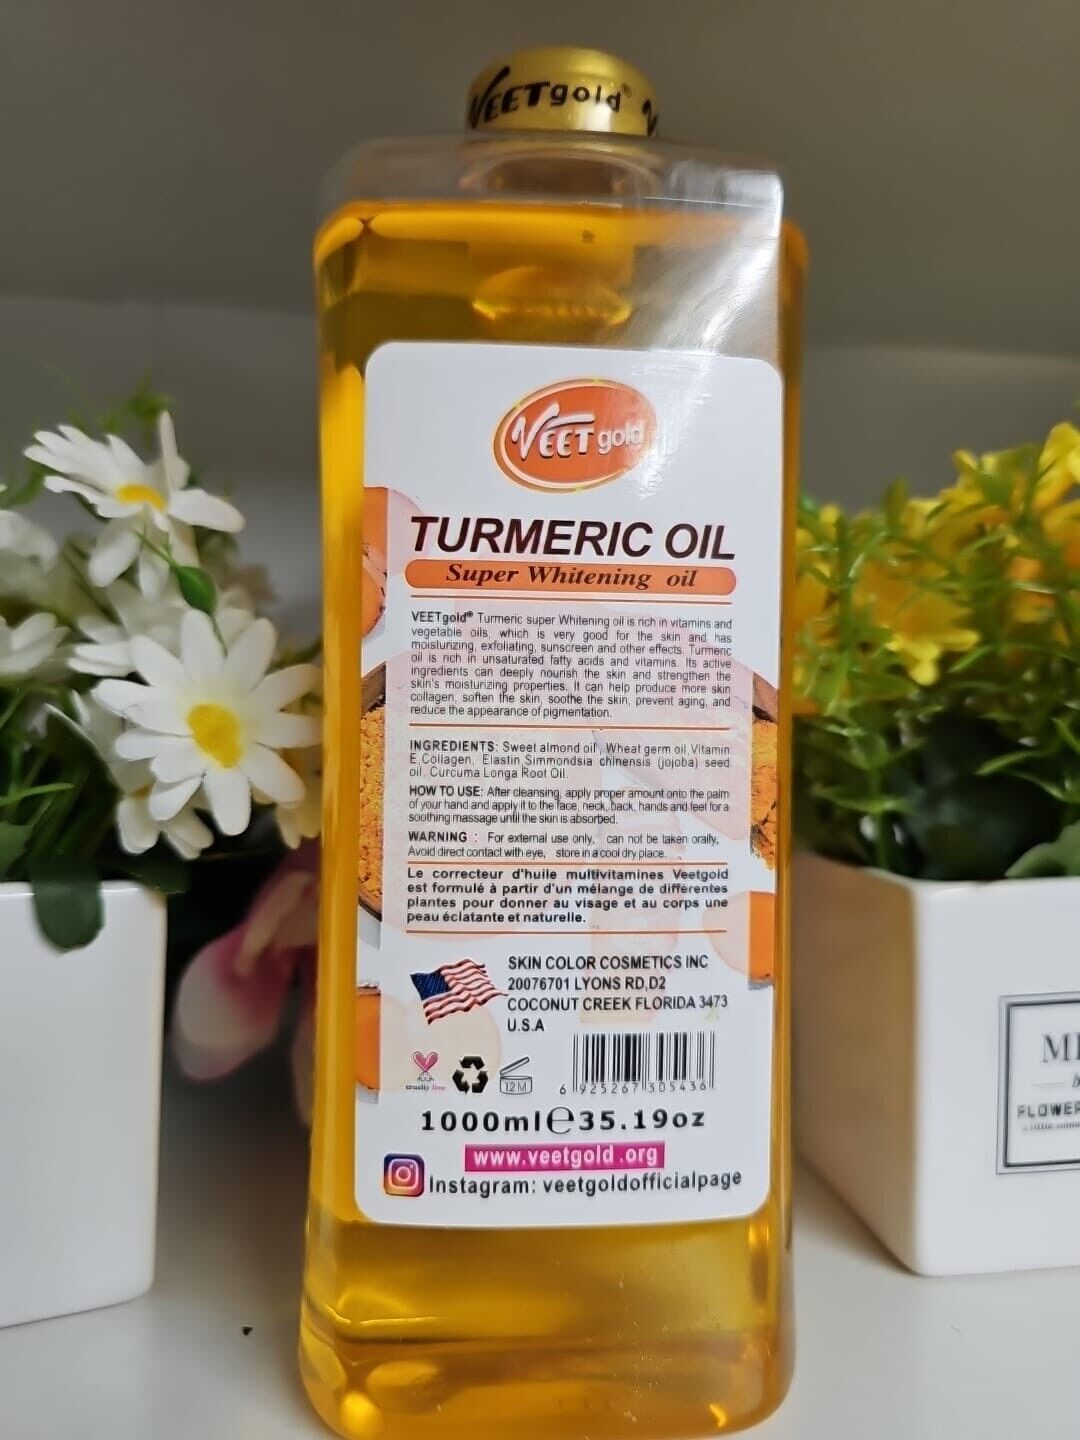 VEETgold®
VEET gold
TURMERIC OIL
Super Whitening oil
VEETgold® Turmeric super Whitening oil is rich in vitamins and
vegetable oils, which is very good for the skin and has
moisturizing, exfoliating, sunscreen and other effects. Turmeric
oil is rich in unsaturated fatty acids and vitamins. Its active
ingredients can deeply nourish the skin and strengthen the
skin's moisturizing properties. It can help produce more skin
collagen, soften the skin, soothe the skin, prevent aging, and
reduce the appearance of pigmentation.
INGREDIENTS: Sweet almond oil, Wheat germ oil,Vitamin
E,Collagen, Elastin,Simmondsia chinensis (jojoba) seed
oil, Curcuma Longa Root Oil.
HOW TO USE: After cleansing, apply proper amount onto the palm
of your hand and apply it to the face, neck, back, hands and feet for a
soothing massage until the skin is absorbed.
WARNING : For external use only, can not be taken orally,
Avoid direct contact with eye, store in a cool dry place.
Le correcteur d'huile multivitamines Veetgold
est formulé à partir d'un mélange de différentes
plantes pour donner au visage et au corps une
peau éclatante et naturelle.
SKIN COLOR COSMETICS INC
20076701 LYONS RD,D2
COCONUT CREEK FLORIDA 3473
U.S.A
cruelty free
12M
6 925267 305436
1000ml℮35.19oz
www.veetgold .org
Instagram: veetgoldofficialpage
FLOWER